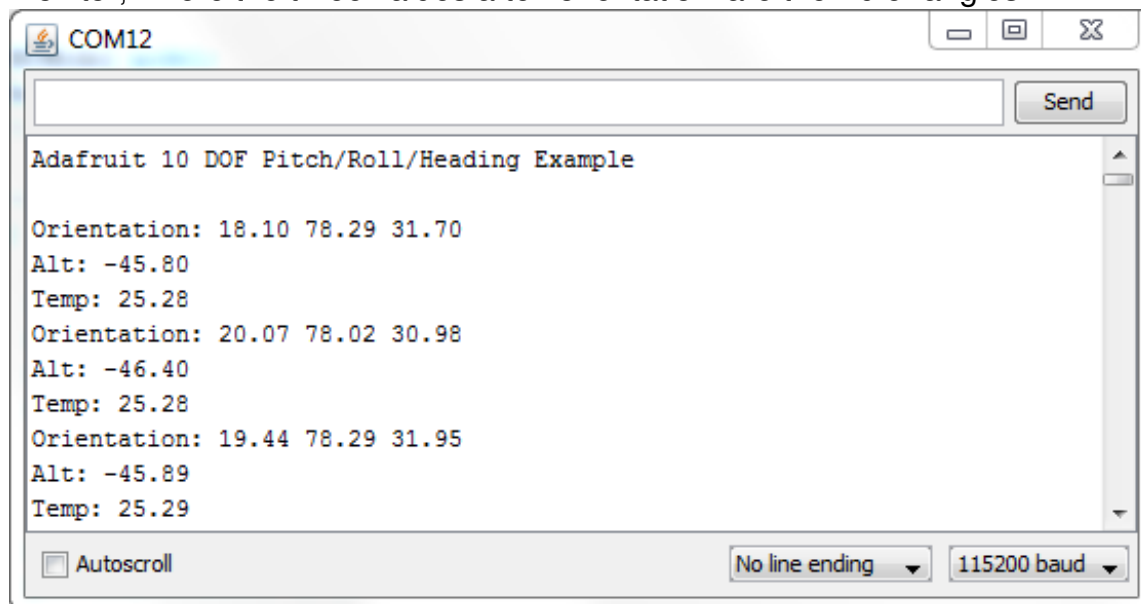 COM12
Send
Adafruit 10 DOF Pitch/Roll/Heading Example
Orientation: 18.10 78.29 31.70
Alt: -45.80
Temp: 25.28
Orientation: 20.07 78.02 30.98
Alt: -46.40
Temp: 25.28
Orientation: 19.44 78.29 31.95
Alt: -45.89
Temp: 25.29
Autoscroll No line ending 115200 baud